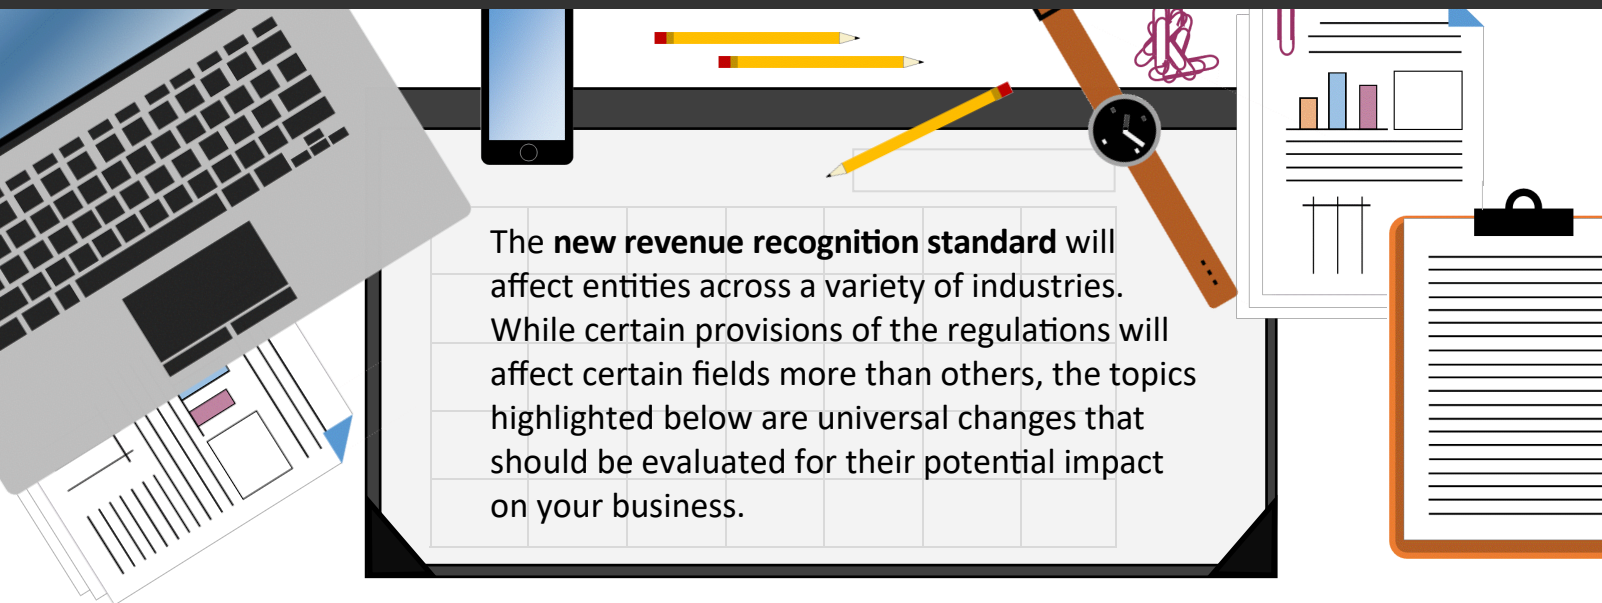 The new revenue recognition standard will
affect entities across a variety of industries.
While certain provisions of the regulations will
affect certain fields more than others, the topics
highlighted below are universal changes that
should be evaluated for their potential impact
on your business.